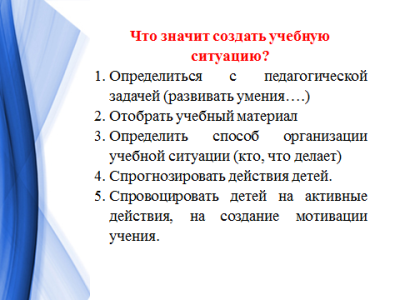 Что значит создать учебную
ситуацию?
1. Определиться с педагогической
задачей (развивать умения….)
2. Отобрать учебный материал
3. Определить способ организации
учебной ситуации (кто, что делает)
4. Спрогнозировать действия детей.
5. Спровоцировать детей на активные
действия, на создание мотивации
учения.